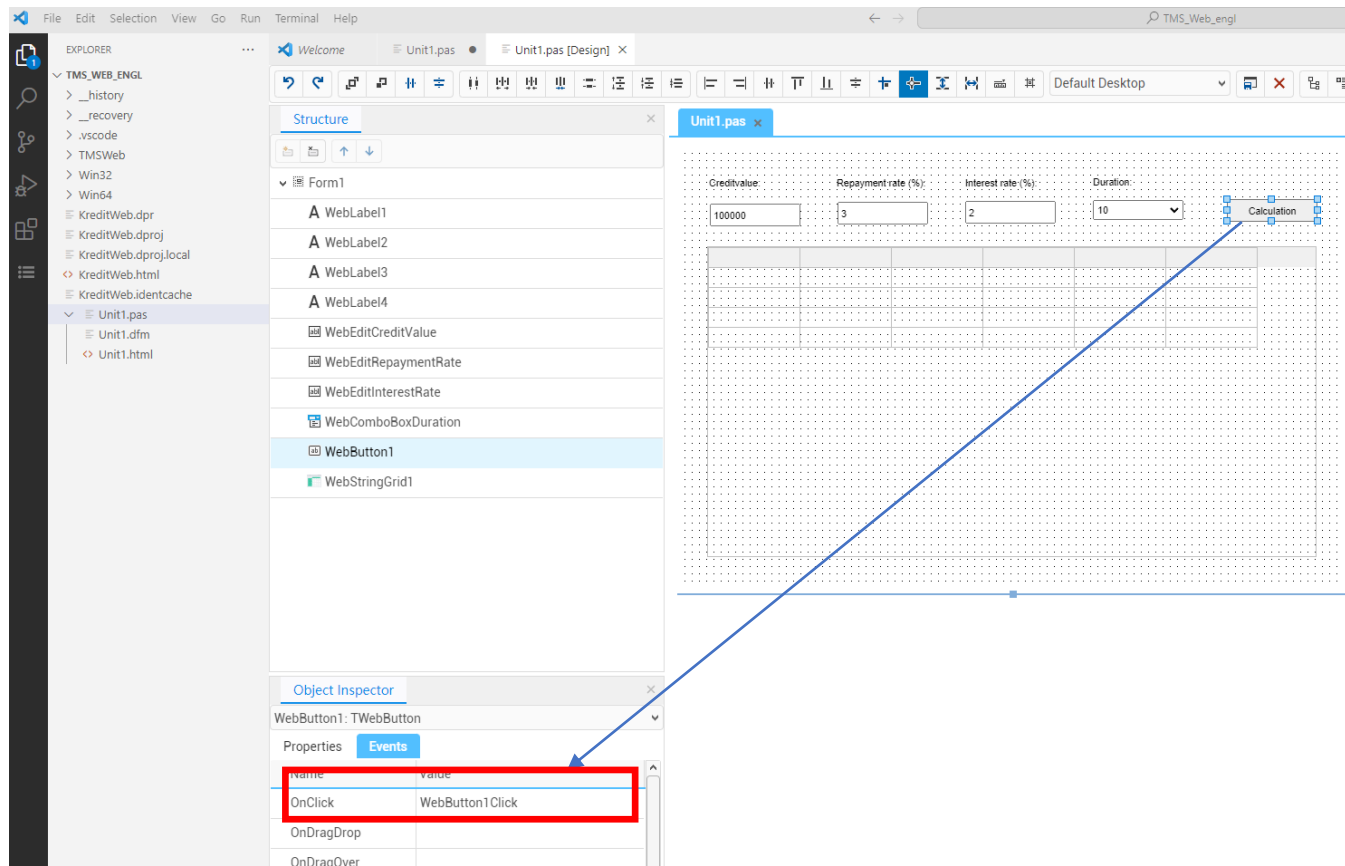 File Edit Selection View Go Run Terminal Help
TMS_Web_engl
EXPLORER
Welcome
Unit1.pas
Unit1.pas [Design]
TMS_WEB_ENGL
__history
__recovery
.vscode
TMSWeb
Win32
Win64
KreditWeb.dpr
KreditWeb.dproj
KreditWeb.dproj.local
KreditWeb.html
KreditWeb.identcache
Unit1.pas
Unit1.dfm
Unit1.html
1
Default Desktop
Structure
Form1
WebLabel1
WebLabel2
WebLabel3
WebLabel4
WebEditCreditValue
WebEditRepaymentRate
WebEditInterestRate
WebComboBoxDuration
WebButton1
WebStringGrid1
Unit1.pas
Creditvalue: Repayment rate (%): Interest rate (%): Duration:
100000 3 2 10 Calculation
Object Inspector
WebButton1: TWebButton
Properties Events
Name Value
OnClick WebButton1Click
OnDragDrop
OnDragOver